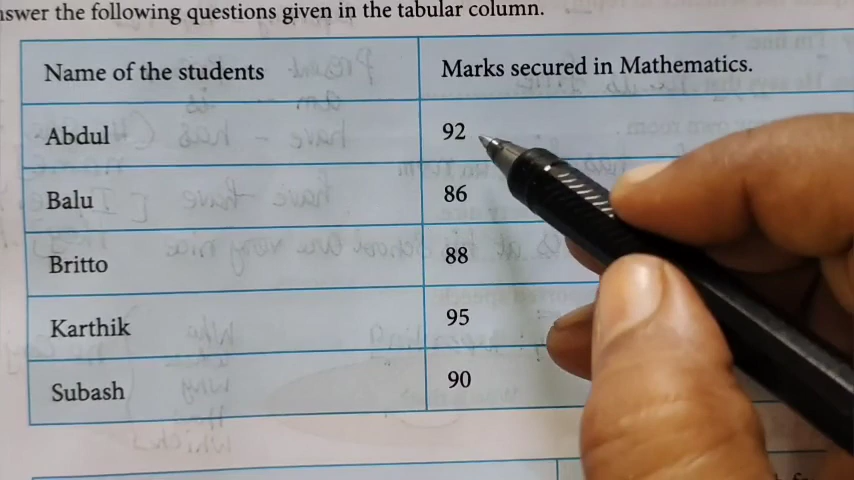 nswer the following questions given in the tabular column.
Name of the students Marks secured in Mathematics.
Abdul 92
Balu 86
Britto 88
Karthik 95
Subash 90